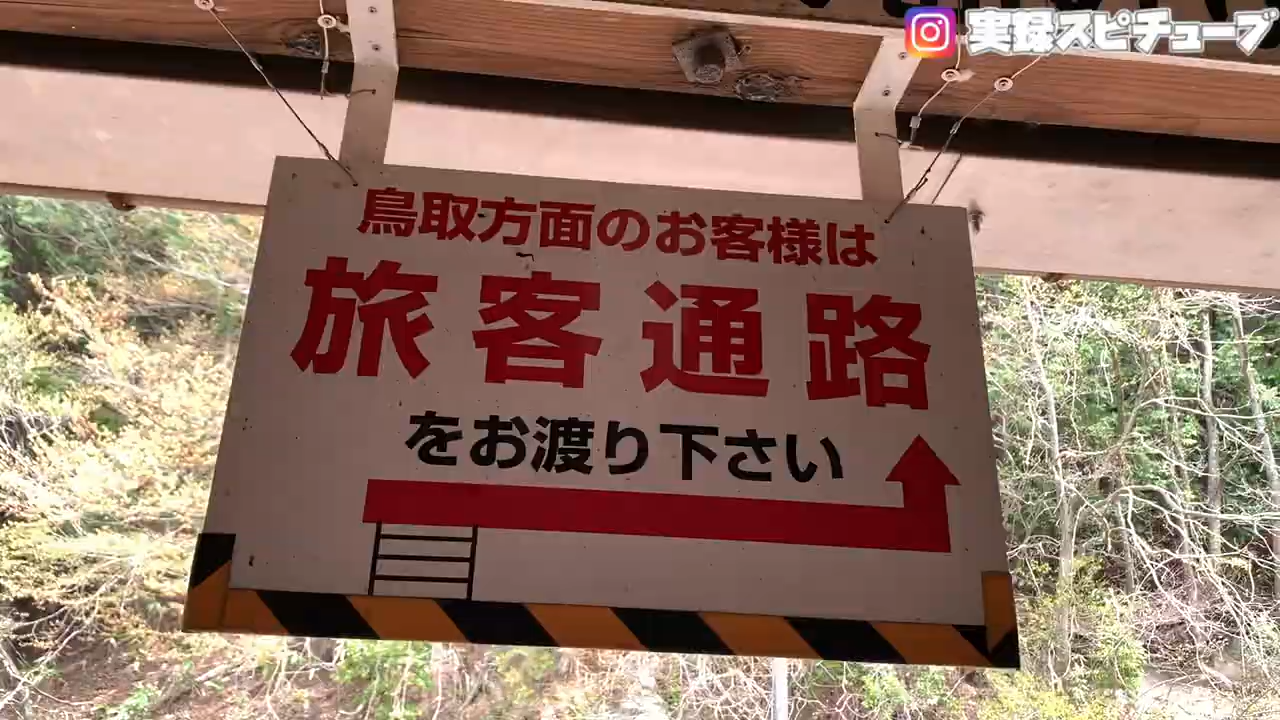 実録スピチューブ
鳥取方面のお客様は
旅客通路
をお渡り下さい